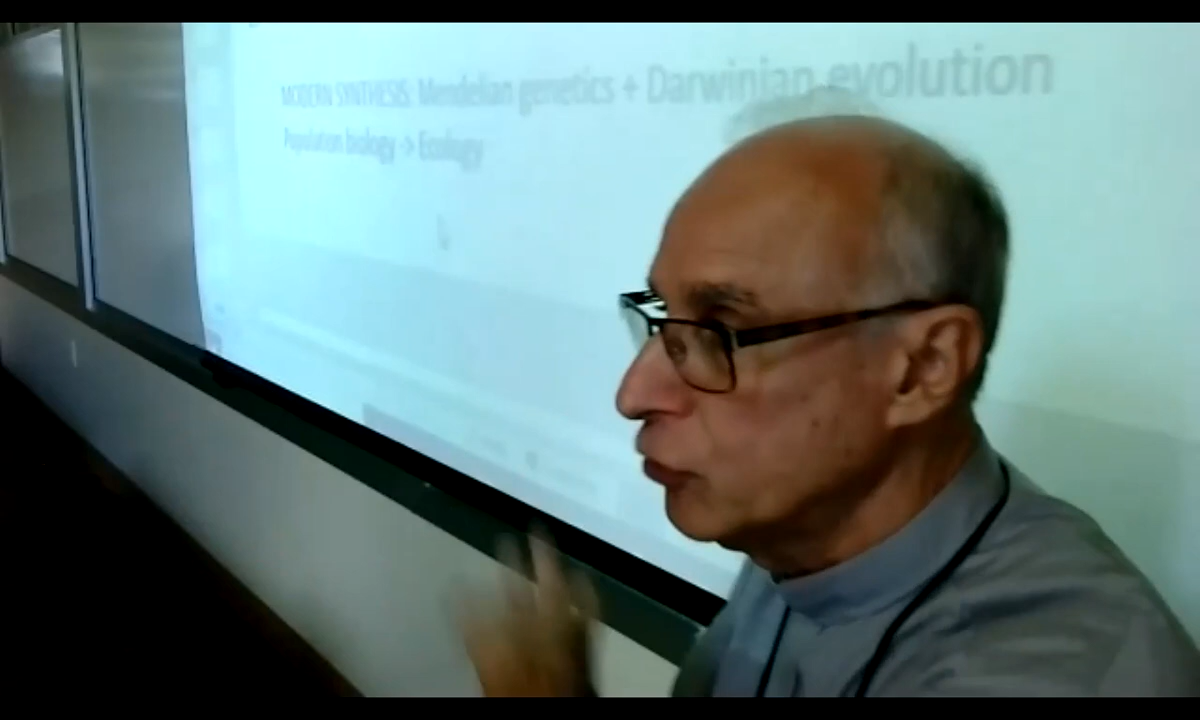 MODERN SYNTHESIS: Mendelian genetics + Darwinian evolution
Population biology -> Ecology